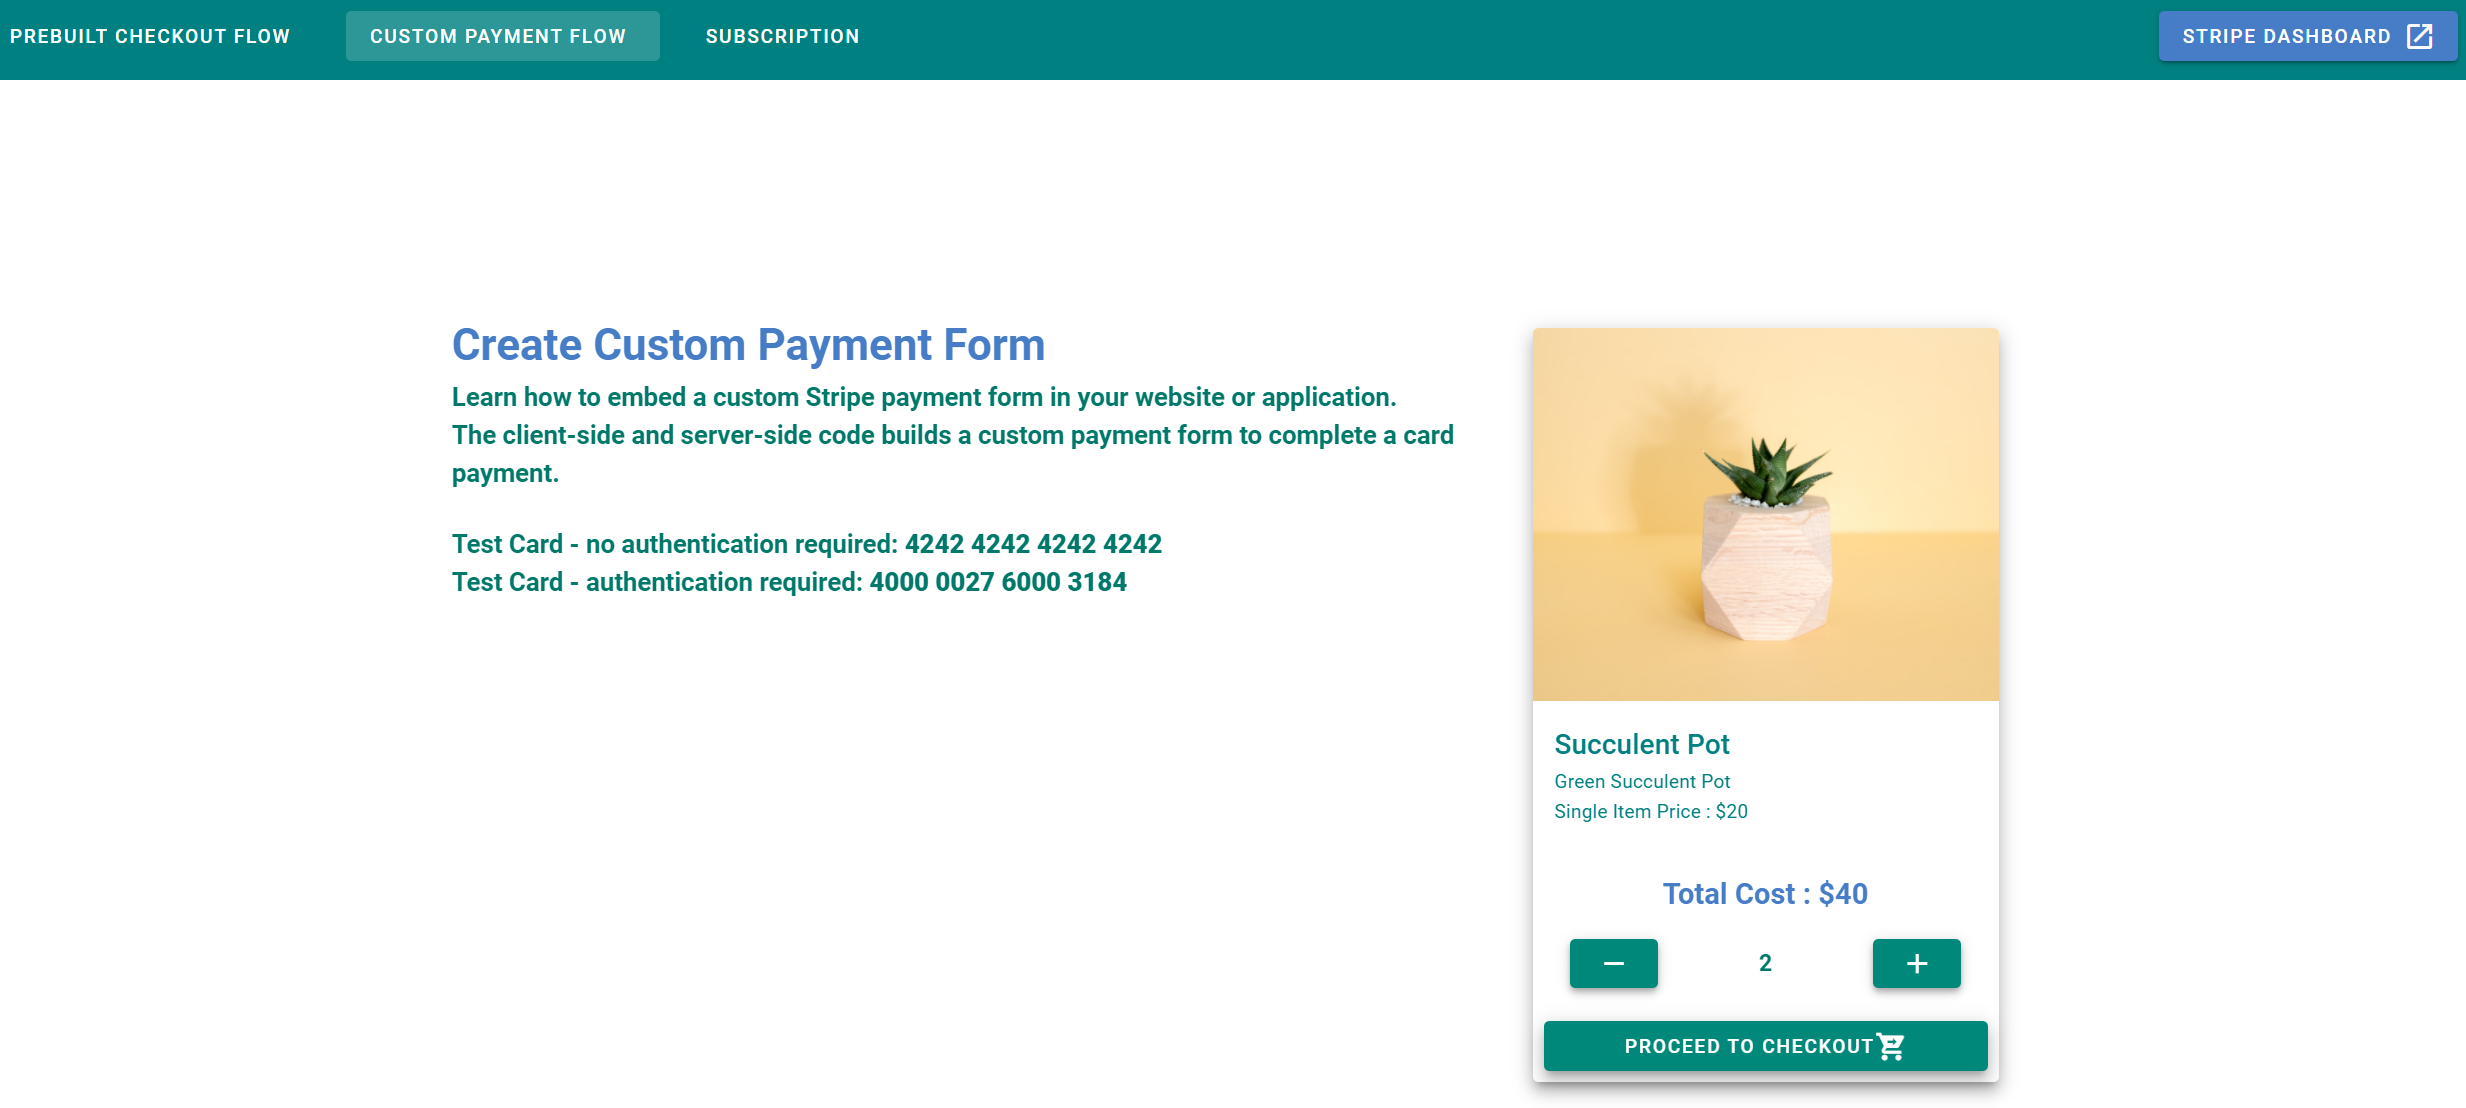 PREBUILT CHECKOUT FLOW
CUSTOM PAYMENT FLOW
SUBSCRIPTION
STRIPE DASHBOARD
Create Custom Payment Form
Learn how to embed a custom Stripe payment form in your website or application.
The client-side and server-side code builds a custom payment form to complete a card
payment.
Test Card - no authentication required: 4242 4242 4242 4242
Test Card - authentication required: 4000 0027 6000 3184
Succulent Pot
Green Succulent Pot
Single Item Price : $20
Total Cost : $40
2
PROCEED TO CHECKOUT